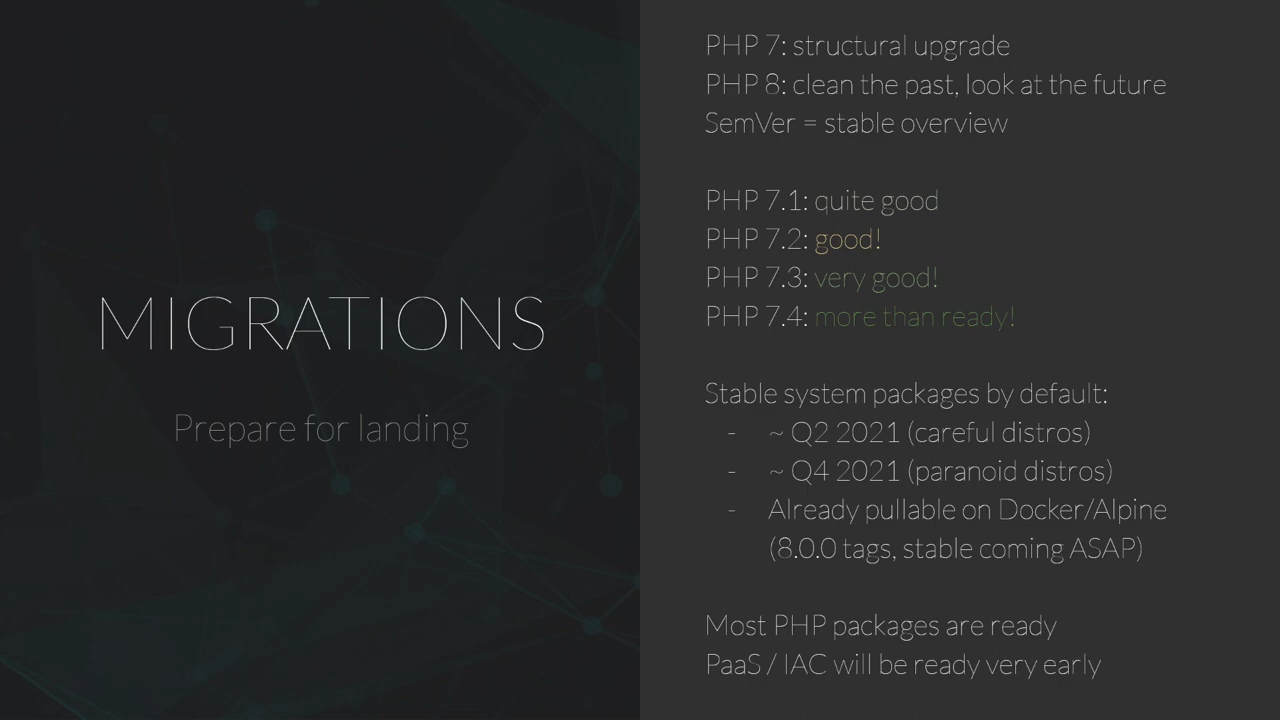 MIGRATIONS
Prepare for landing
PHP 7: structural upgrade
PHP 8: clean the past, look at the future
SemVer = stable overview
PHP 7.1: quite good
PHP 7.2: good!
PHP 7.3: very good!
PHP 7.4: more than ready!
Stable system packages by default:
- ~ Q2 2021 (careful distros)
- ~ Q4 2021 (paranoid distros)
- Already pullable on Docker/Alpine
(8.0.0 tags, stable coming ASAP)
Most PHP packages are ready
PaaS / IAC will be ready very early